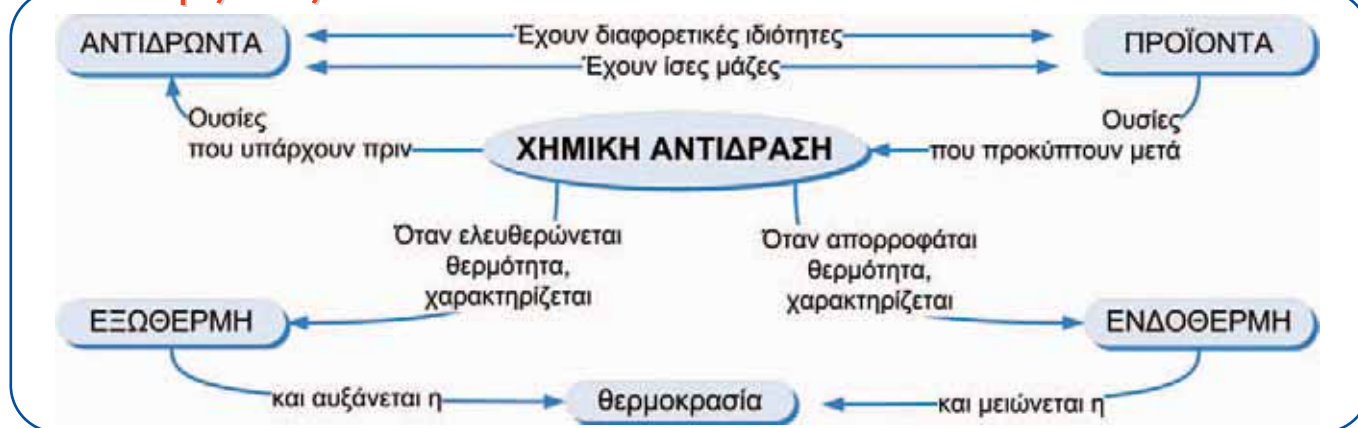 ΑΝΤΙΔΡΩΝΤΑ
Έχουν διαφορετικές ιδιότητες
Έχουν ίσες μάζες
ΠΡΟΪΟΝΤΑ
Ουσίες
που υπάρχουν πριν
ΧΗΜΙΚΗ ΑΝΤΙΔΡΑΣΗ
Ουσίες
που προκύπτουν μετά
Όταν ελευθερώνεται
θερμότητα,
χαρακτηρίζεται
Όταν απορροφάται
θερμότητα,
χαρακτηρίζεται
ΕΞΩΘΕΡΜΗ
ΕΝΔΟΘΕΡΜΗ
και αυξάνεται η
θερμοκρασία
και μειώνεται η